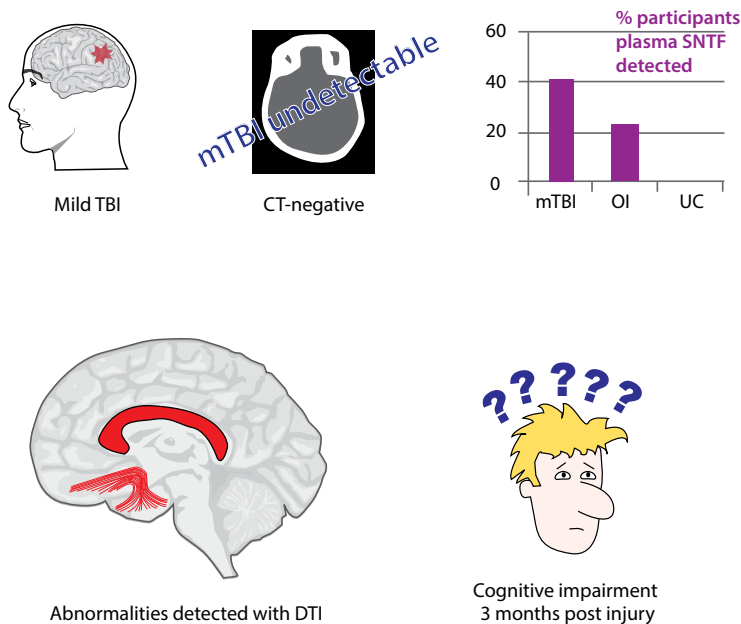 Mild TBI
mTBI undetectable
CT-negative
% participants
plasma SNTF
detected
60
40
20
0
mTBI OI UC
Abnormalities detected with DTI
? ? ? ? ?
Cognitive impairment
3 months post injury